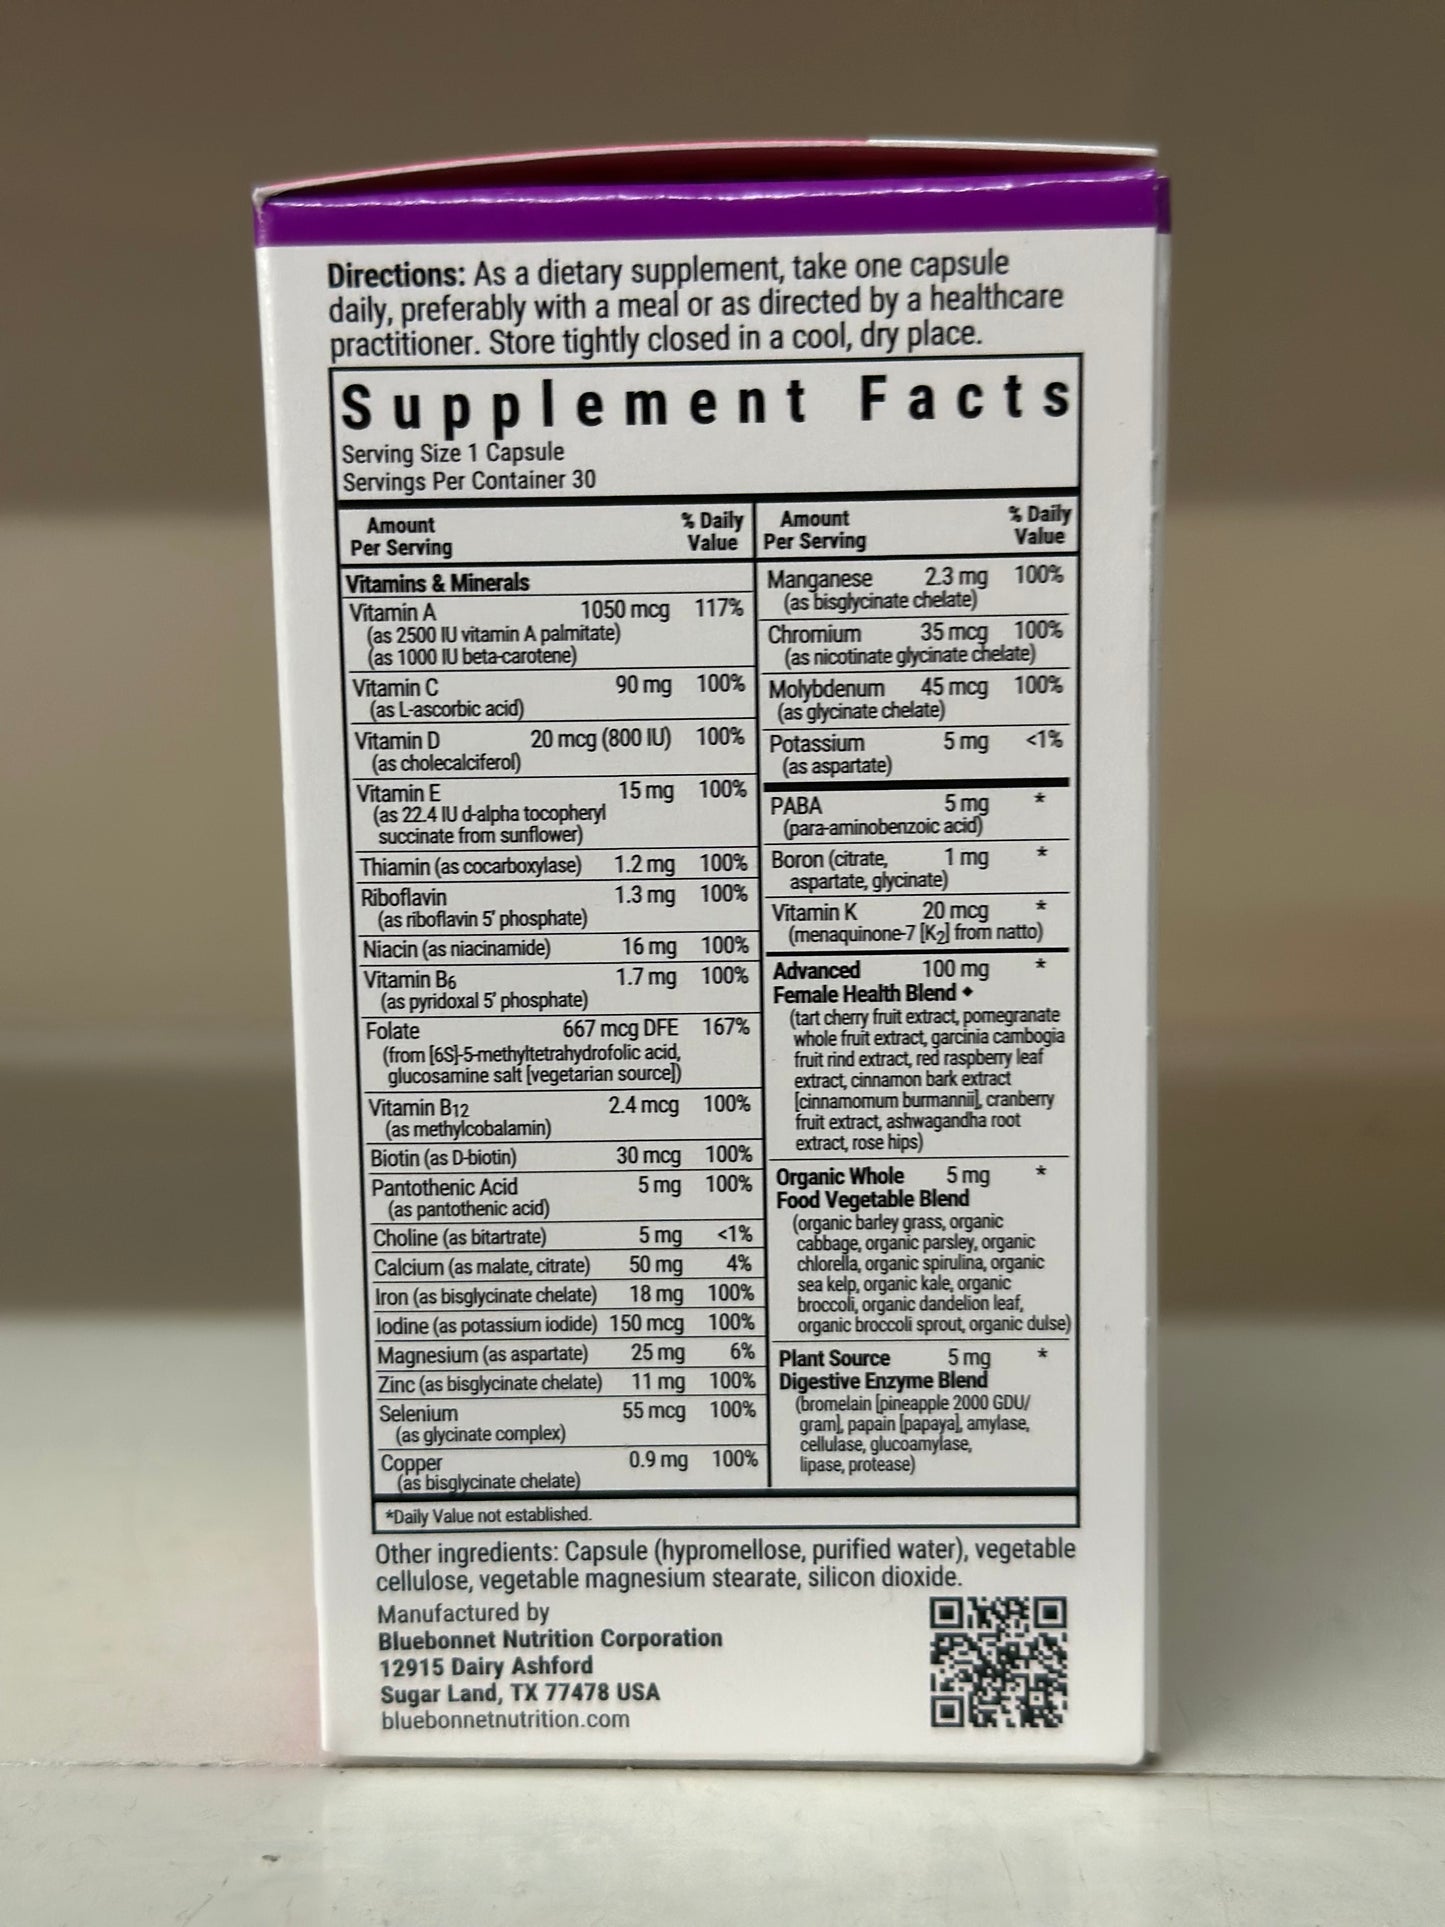 Directions: As a dietary supplement, take one capsule
daily, preferably with a meal or as directed by a healthcare
practitioner. Store tightly closed in a cool, dry place.
Supplement Facts
Serving Size 1 Capsule
Servings Per Container 30
Amount Per Serving % Daily Value
Vitamins & Minerals
Vitamin A 1050 mcg 117%
(as 2500 IU vitamin A palmitate)
(as 1000 IU beta-carotene)
Vitamin C 90 mg 100%
(as L-ascorbic acid)
Vitamin D 20 mcg (800 IU) 100%
(as cholecalciferol)
Vitamin E 15 mg 100%
(as 22.4 IU d-alpha tocopheryl
succinate from sunflower)
Thiamin (as cocarboxylase) 1.2 mg 100%
Riboflavin 1.3 mg 100%
(as riboflavin 5' phosphate)
Niacin (as niacinamide) 16 mg 100%
Vitamin B6 1.7 mg 100%
(as pyridoxal 5' phosphate)
Folate 667 mcg DFE 167%
(from [6S]-5-methyltetrahydrofolic acid,
glucosamine salt [vegetarian source])
Vitamin B12 2.4 mcg 100%
(as methylcobalamin)
Biotin (as D-biotin) 30 mcg 100%
Pantothenic Acid 5 mg 100%
(as pantothenic acid)
Choline (as bitartrate) 5 mg <1%
Calcium (as malate, citrate) 50 mg 4%
Iron (as bisglycinate chelate) 18 mg 100%
Iodine (as potassium iodide) 150 mcg 100%
Magnesium (as aspartate) 25 mg 6%
Zinc (as bisglycinate chelate) 11 mg 100%
Selenium 55 mcg 100%
(as glycinate complex)
Copper 0.9 mg 100%
(as bisglycinate chelate)
Amount Per Serving % Daily Value
Manganese 2.3 mg 100%
(as bisglycinate chelate)
Chromium 35 mcg 100%
(as nicotinate glycinate chelate)
Molybdenum 45 mcg 100%
(as glycinate chelate)
Potassium 5 mg <1%
(as aspartate)
PABA 5 mg *
(para-aminobenzoic acid)
Boron (citrate, 1 mg *
aspartate, glycinate)
Vitamin K 20 mcg *
(menaquinone-7 [K2] from natto)
Advanced 100 mg *
Female Health Blend ♦
(tart cherry fruit extract, pomegranate
whole fruit extract, garcinia cambogia
fruit rind extract, red raspberry leaf
extract, cinnamon bark extract
[cinnamomum burmannii], cranberry
fruit extract, ashwagandha root
extract, rose hips)
Organic Whole 5 mg *
Food Vegetable Blend
(organic barley grass, organic
cabbage, organic parsley, organic
chlorella, organic spirulina, organic
sea kelp, organic kale, organic
broccoli, organic dandelion leaf,
organic broccoli sprout, organic dulse)
Plant Source 5 mg *
Digestive Enzyme Blend
(bromelain [pineapple 2000 GDU/
gram], papain [papaya], amylase,
cellulase, glucoamylase,
lipase, protease)
*Daily Value not established.
Other ingredients: Capsule (hypromellose, purified water), vegetable
cellulose, vegetable magnesium stearate, silicon dioxide.
Manufactured by
Bluebonnet Nutrition Corporation
12915 Dairy Ashford
Sugar Land, TX 77478 USA
bluebonnetnutrition.com